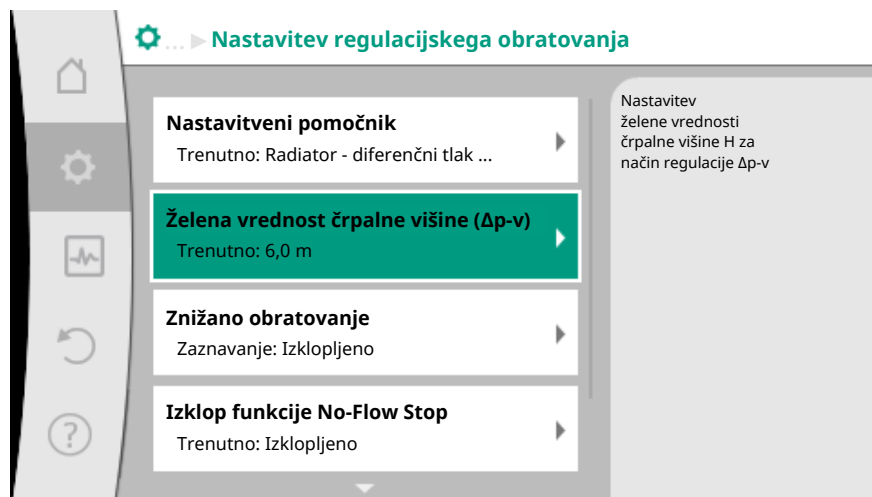 ... Nastavitev regulacijskega obratovanja
Nastavitveni pomočnik
Trenutno: Radiator - diferenčni tlak ...
Želena vrednost črpalne višine (Δp-v)
Trenutno: 6,0 m
Znižano obratovanje
Zaznavanje: Izklopljeno
Izklop funkcije No-Flow Stop
Trenutno: Izklopljeno
Nastavitev
želene vrednosti
črpalne višine H za
način regulacije Δp-v